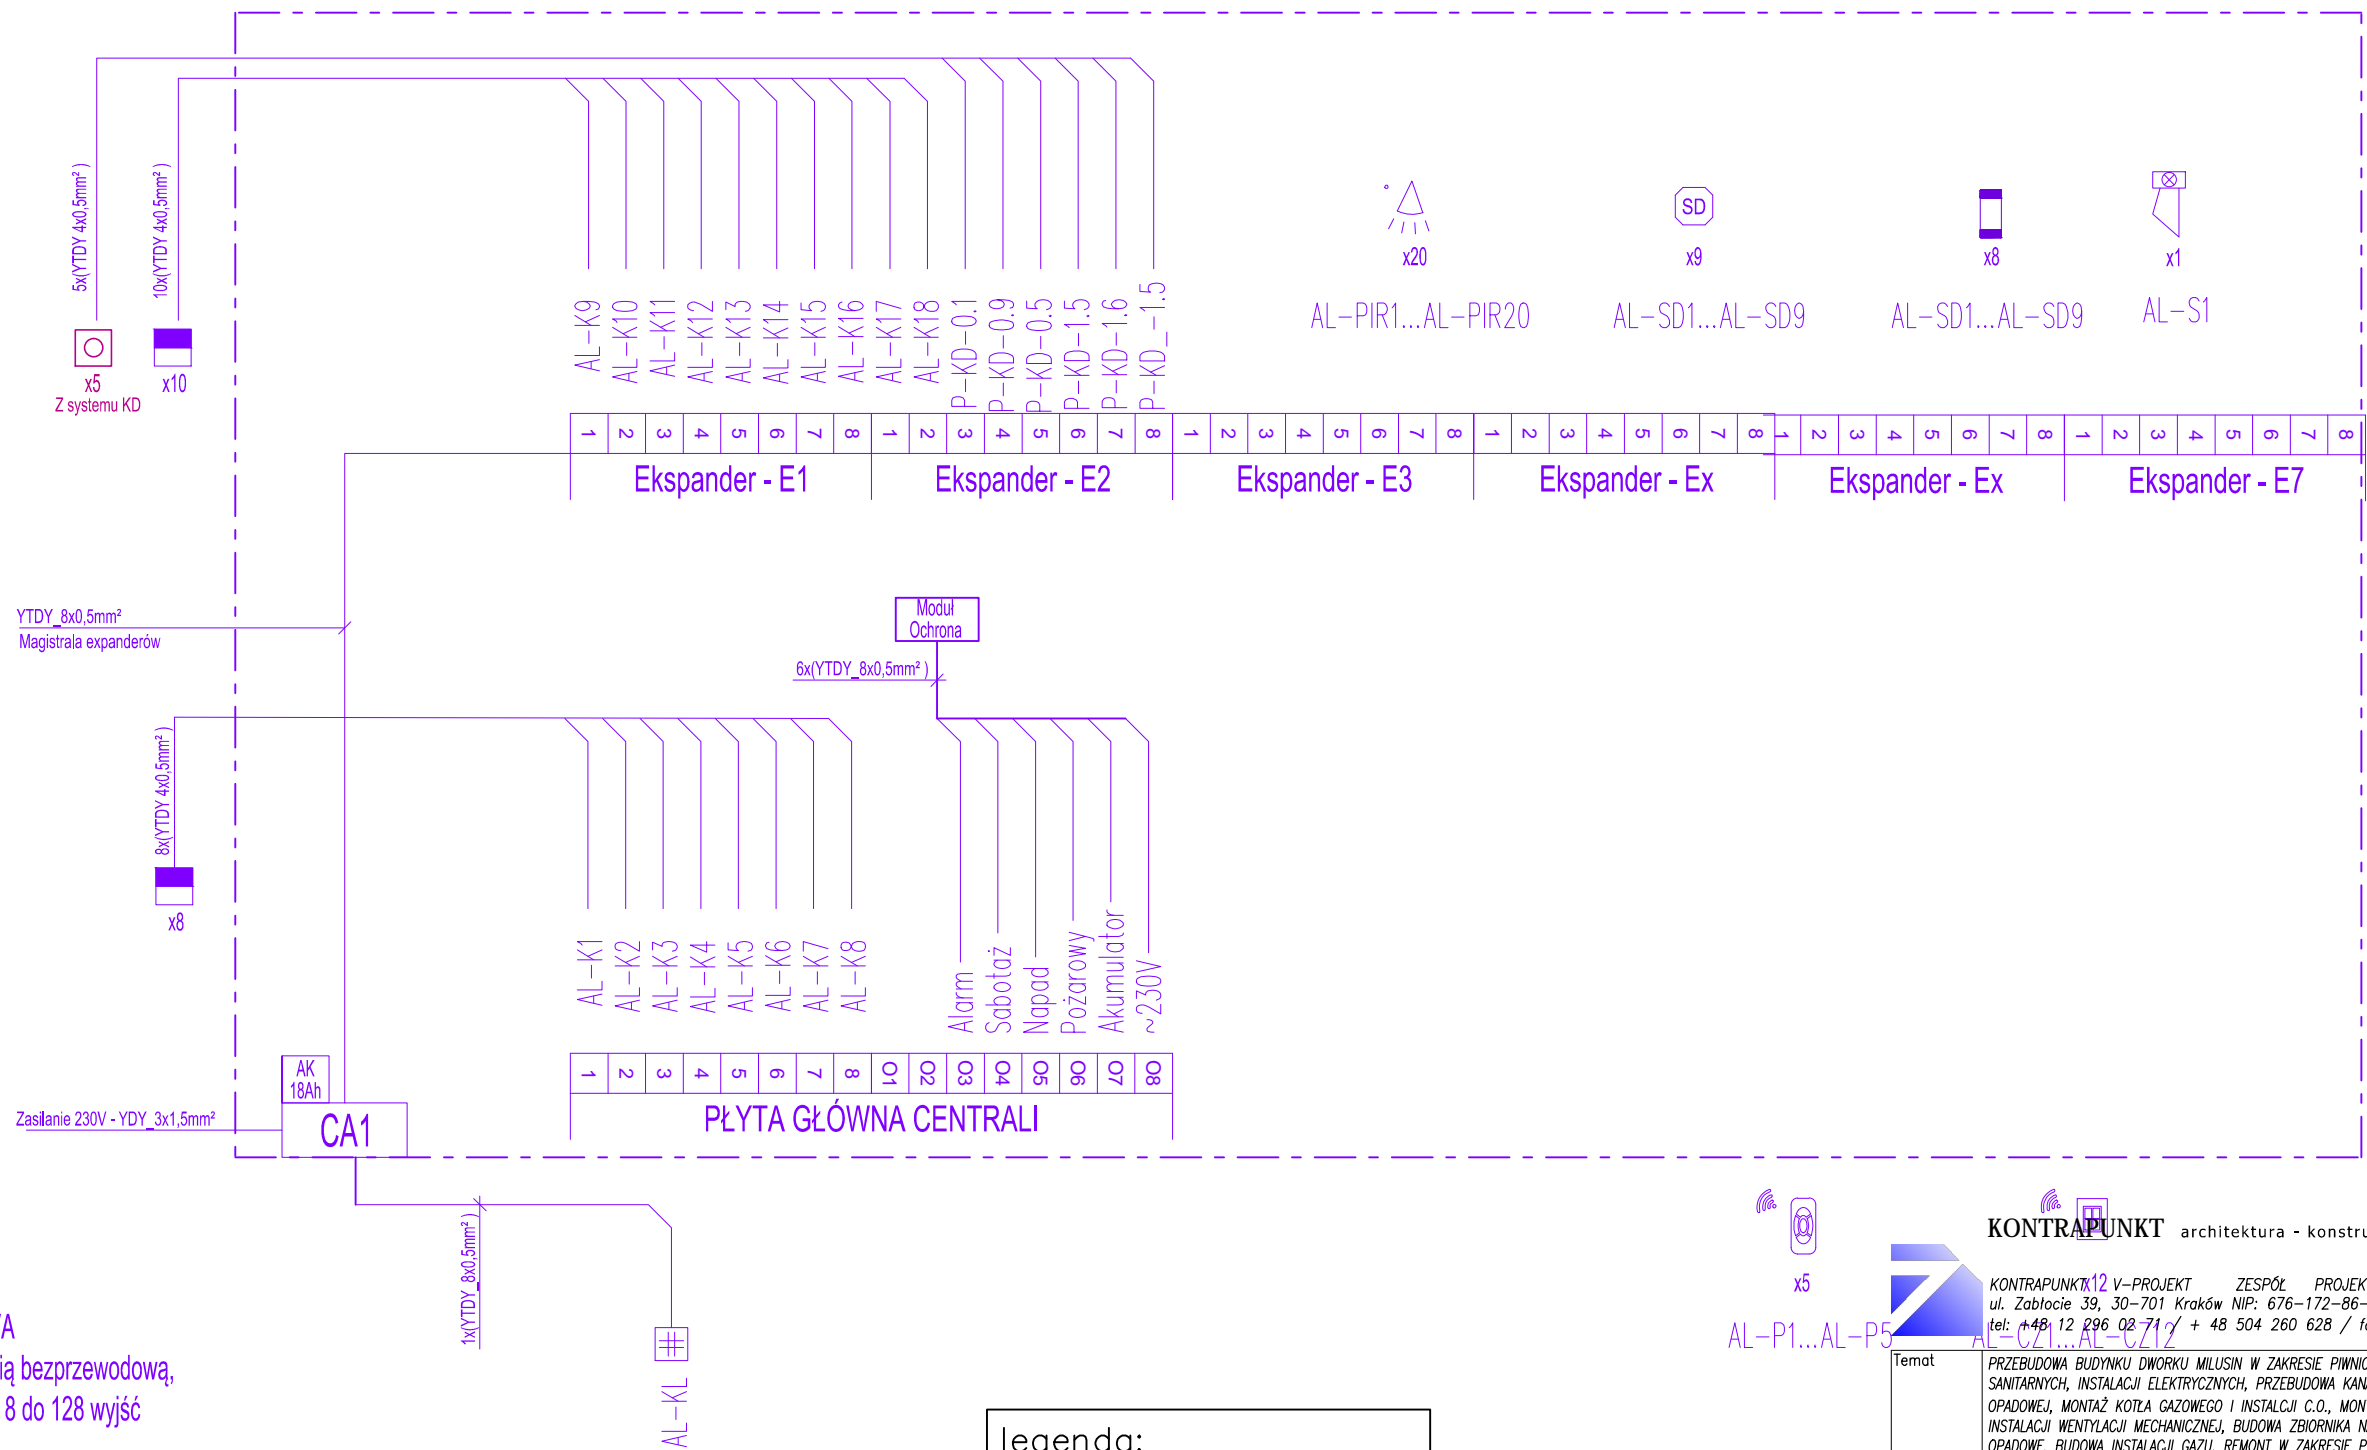 5x(YTDY 4x0,5mm² )
10x(YTDY 4x0,5mm² )
x5
Z systemu KD
x10
AL-K9
AL-K10
AL-K11
AL-K12
AL-K13
AL-K14
AL-K15
AL-K16
AL-K17
AL-K18
P-KD-0.1
P-KD-0.9
P-KD-0.5
P-KD-1.5
P-KD-1.6
P-KD_-1.5
SD
x20
x9
x8
x1
AL-PIR1...AL-PIR20
AL-SD1...AL-SD9
AL-SD1...AL-SD9
AL-S1
1 2 3 4 5 6 7 8 1 2 3 4 5 6 7 8 1 2 3 4 5 6 7 8 1 2 3 4 5 6 7 8 1 2 3 4 5 6 7 8 1 2 3 4 5 6 7 8
Ekspander - E1
Ekspander - E2
Ekspander - E3
Ekspander - Ex
Ekspander - Ex
Ekspander - E7
YTDY_8x0,5mm²
Magistrala expanderów
Moduł
Ochrona
6x(YTDY_8x0,5mm² )
8x(YTDY 4x0,5mm² )
x8
AL-K1
AL-K2
AL-K3
AL-K4
AL-K5
AL-K6
AL-K7
AL-K8
Alarm
Sabotaż
Napad
Pożarowy
Akumulator
~230V
1 2 3 4 5 6 7 8 O1 O2 O3 O4 O5 O6 O7 O8
PŁYTA GŁÓWNA CENTRALI
AK
18Ah
CA1
Zasilanie 230V - YDY_3x1,5mm²
1x(YTDY_8x0,5mm² )
AL-KL
ią bezprzewodową,
8 do 128 wyjść
legenda:
x5
AL-P1...AL-P5
x12
AL-CZ1...AL-CZ12
KONTRAPUNKT architektura - konstru
KONTRAPUNKT V-PROJEKT ZESPÓŁ PROJEK
ul. Zabłocie 39, 30-701 Kraków NIP: 676-172-86-
tel: +48 12 296 02 71 / + 48 504 260 628 / f
Temat
PRZEBUDOWA BUDYNKU DWORKU MILUSIN W ZAKRESIE PIWNIC
SANITARNYCH, INSTALACJI ELEKTRYCZNYCH, PRZEBUDOWA KAN
OPADOWEJ, MONTAŻ KOTŁA GAZOWEGO I INSTALCJI C.O., MON
INSTALACJI WENTYLACJI MECHANICZNEJ, BUDOWA ZBIORNIKA N
OPADOWE, BUDOWA INSTALACJI GAZU, REMONT W ZAKRESIE P